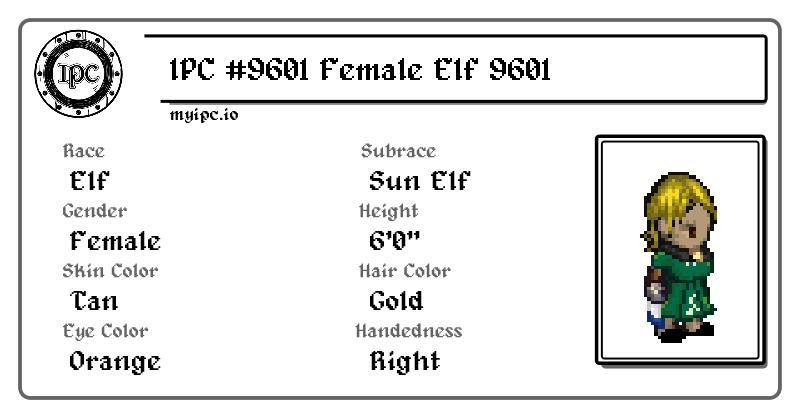 IPC
IPC #9601 Female Elf 9601
myipc.io
Race
Elf
Subrace
Sun Elf
Gender
Female
Height
6'0"
Skin Color
Tan
Hair Color
Gold
Eye Color
Orange
Handedness
Right